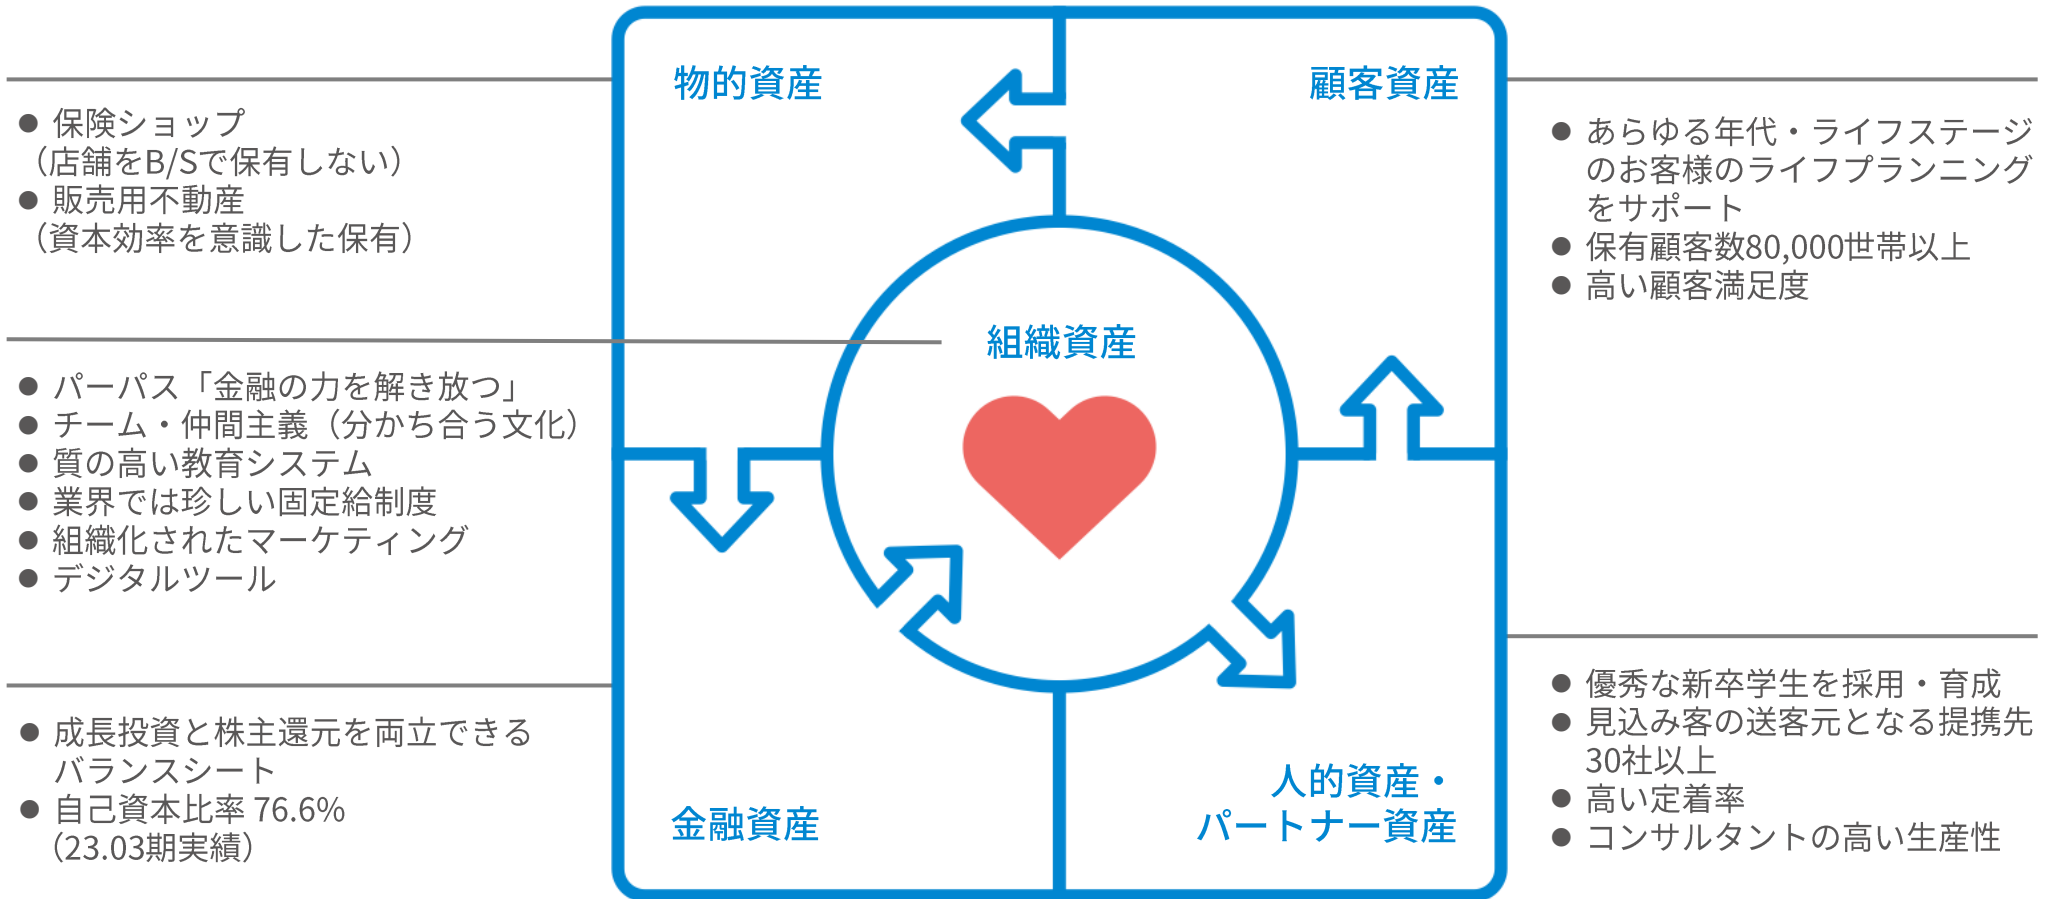 物的資産
● 保険ショップ
（店舗をB/Sで保有しない）
● 販売用不動産
（資本効率を意識した保有）
顧客資産
● あらゆる年代・ライフステージ
のお客様のライフプランニング
をサポート
● 保有顧客数80,000世帯以上
● 高い顧客満足度
組織資産
● パーパス「金融の力を解き放つ」
● チーム・仲間主義（分かち合う文化）
● 質の高い教育システム
● 業界では珍しい固定給制度
● 組織化されたマーケティング
● デジタルツール
金融資産
● 成長投資と株主還元を両立できる
バランスシート
● 自己資本比率 76.6%
（23.03期実績）
人的資産・
パートナー資産
● 優秀な新卒学生を採用・育成
● 見込み客の送客元となる提携先
30社以上
● 高い定着率
● コンサルタントの高い生産性